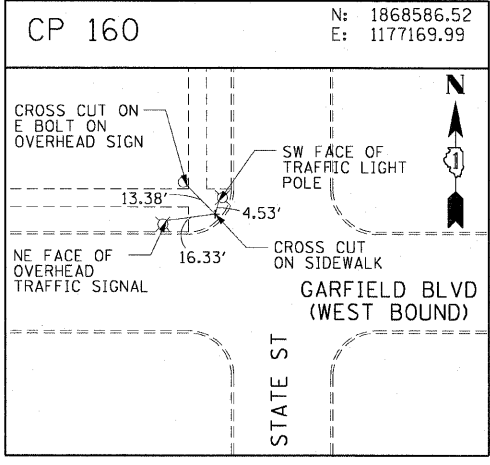 CP 160
N: 1868586.52
E: 1177169.99
N
1
CROSS CUT ON
E BOLT ON
OVERHEAD SIGN
SW FACE OF
TRAFFIC LIGHT
POLE
13.38'
4.53'
16.33'
NE FACE OF
OVERHEAD
TRAFFIC SIGNAL
CROSS CUT
ON SIDEWALK
GARFIELD BLVD
(WEST BOUND)
STATE ST